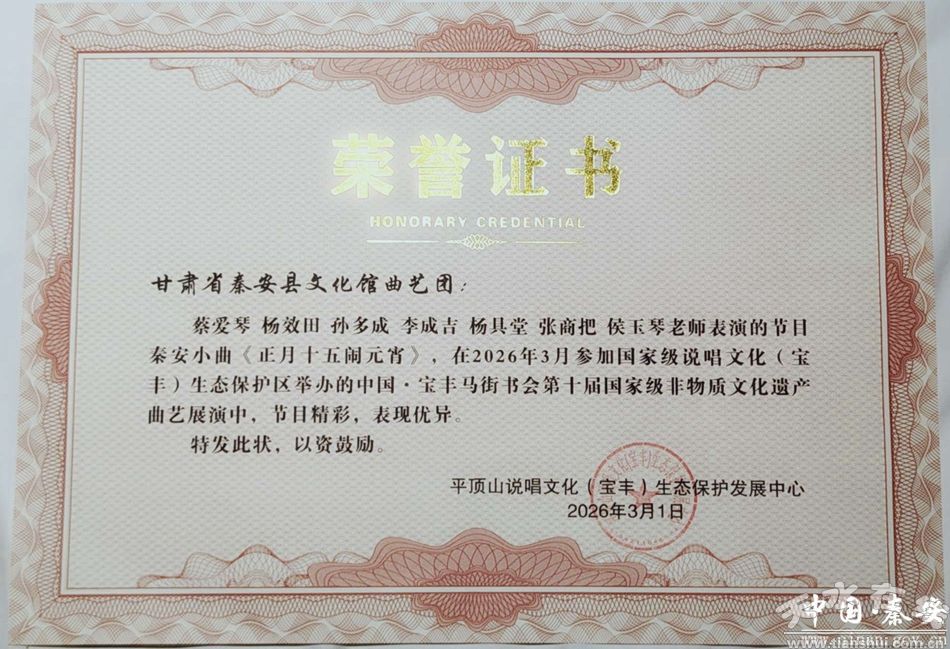 荣誉证书
HONORARY CREDENTIAL
甘肃省秦安县文化馆曲艺团：
蔡爱琴 杨效田 孙多成 李成吉 杨具堂 张商把 侯玉琴老师表演的节目
秦安小曲《正月十五闹元宵》，在2026年3月参加国家级说唱文化（宝
丰）生态保护区举办的中国·宝丰马街书会第十届国家级非物质文化遗产
曲艺展演中，节目精彩，表现优异。
特发此状，以资鼓励。
平顶山说唱文化（宝丰）生态保护发展中心
2026年3月1日
中国·秦安
www.qinan.gov.cn
www.tianshui.com.cn